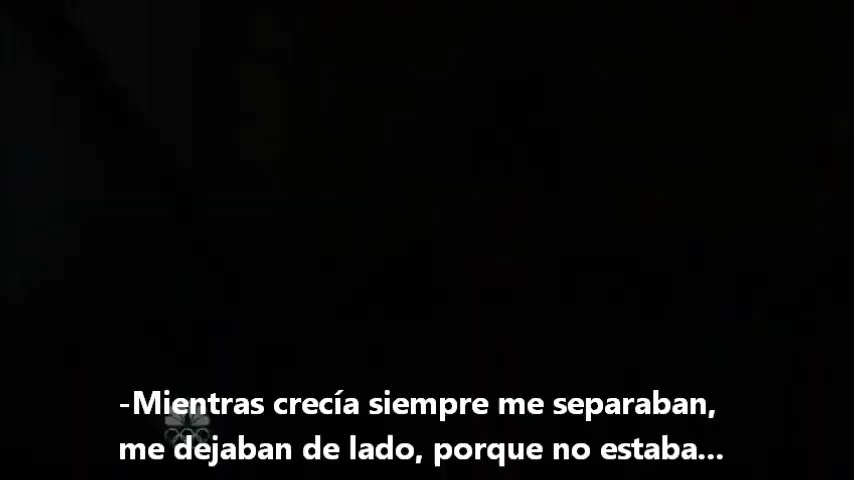 -Mientras crecía siempre me separaban,
me dejaban de lado, porque no estaba...